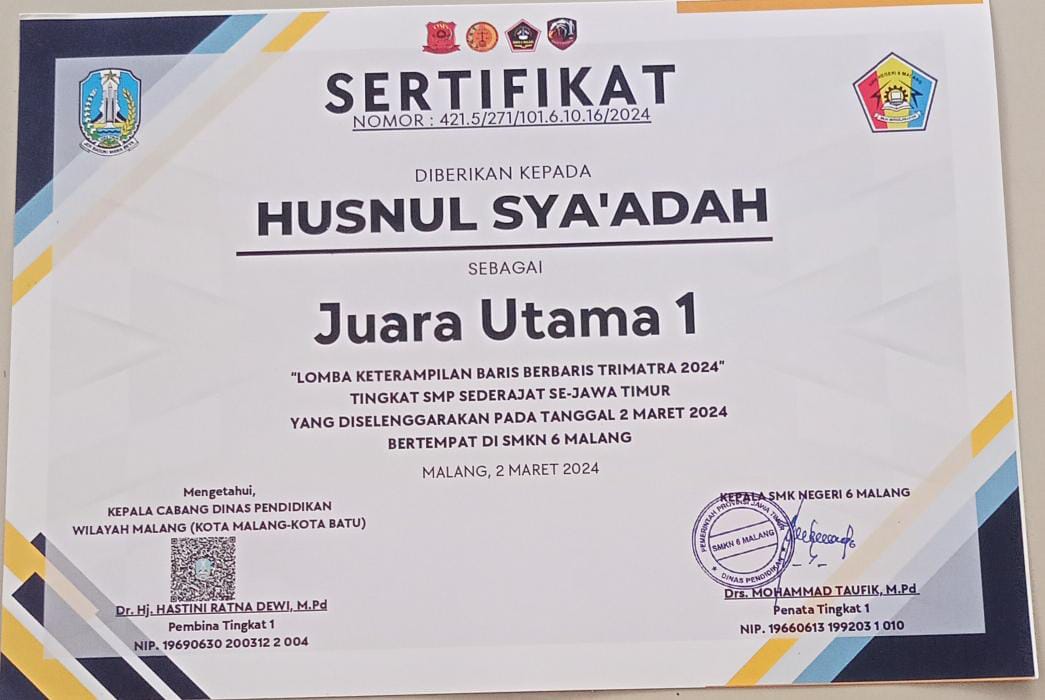 SERTIFIKAT
NOMOR : 421.5/271/101.6.10.16/2024
DIBERIKAN KEPADA
HUSNUL SYA'ADAH
SEBAGAI
Juara Utama 1
"LOMBA KETERAMPILAN BARIS BERBARIS TRIMATRA 2024"
TINGKAT SMP SEDERAJAT SE-JAWA TIMUR
YANG DISELENGGARAKAN PADA TANGGAL 2 MARET 2024
BERTEMPAT DI SMKN 6 MALANG
MALANG, 2 MARET 2024
Mengetahui,
KEPALA CABANG DINAS PENDIDIKAN
WILAYAH MALANG (KOTA MALANG-KOTA BATU)
Dr. Hj. HASTINI RATNA DEWI, M.Pd
Pembina Tingkat 1
NIP. 19690630 200312 2 004
KEPALA SMK NEGERI 6 MALANG
PEMERINTAH PROVINSI JAWA TIMUR
SMKN 6 MALANG
DINAS PENDIDIKAN
Drs. MOHAMMAD TAUFIK, M.Pd
Penata Tingkat 1
NIP. 19660613 199203 1 010